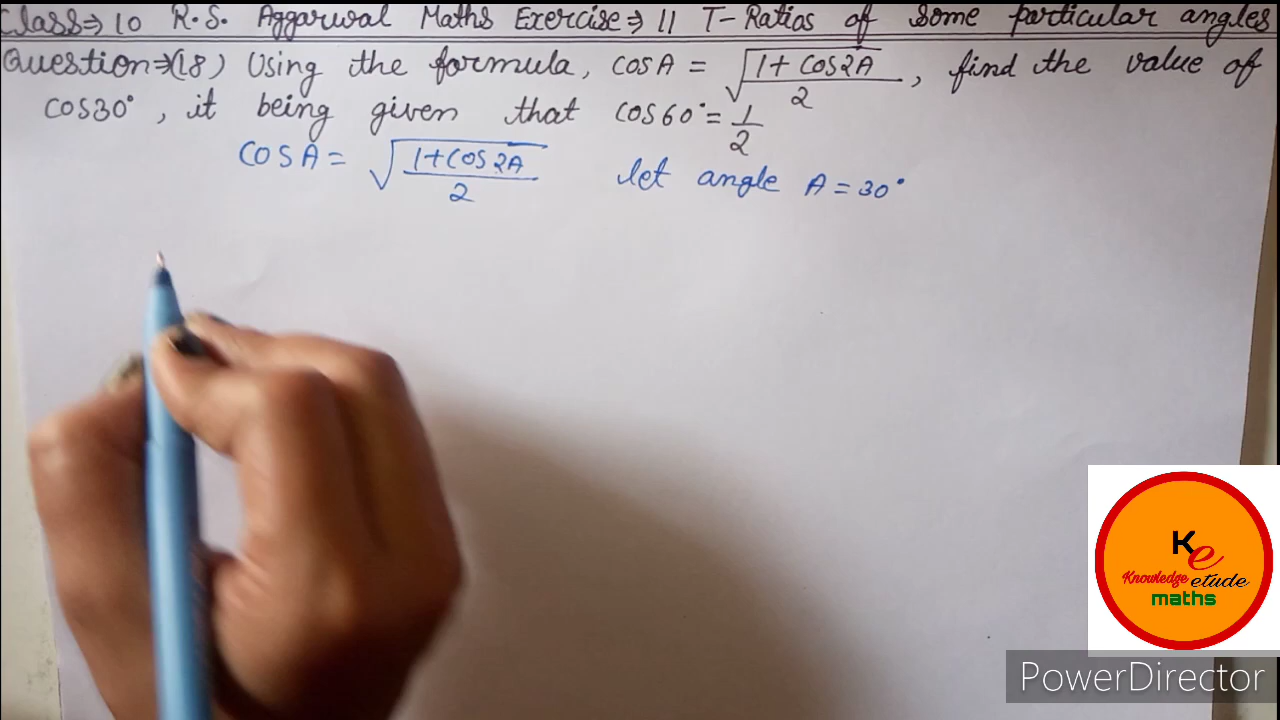 Class⇒10 R.S. Aggarwal Maths Exercise⇒11 T-Ratios of some particular angles
Question⇒(18) Using the formula, cosA = √(1+cos2A)/2, find the value of
cos30°, it being given that cos60°=1/2
cosA = √(1+cos2A)/2 let angle A=30°
Ke
Knowledge etude
maths
PowerDirector